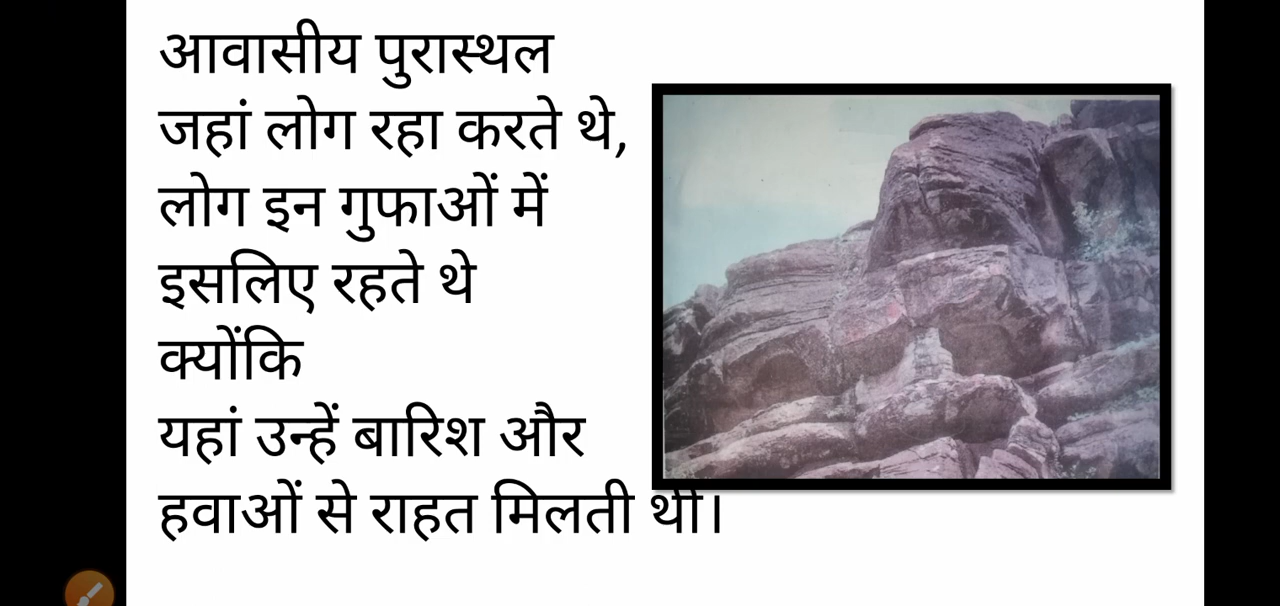 आवासीय पुरास्थल
जहां लोग रहा करते थे,
लोग इन गुफाओं में
इसलिए रहते थे
क्योंकि
यहां उन्हें बारिश और
हवाओं से राहत मिलती थी।